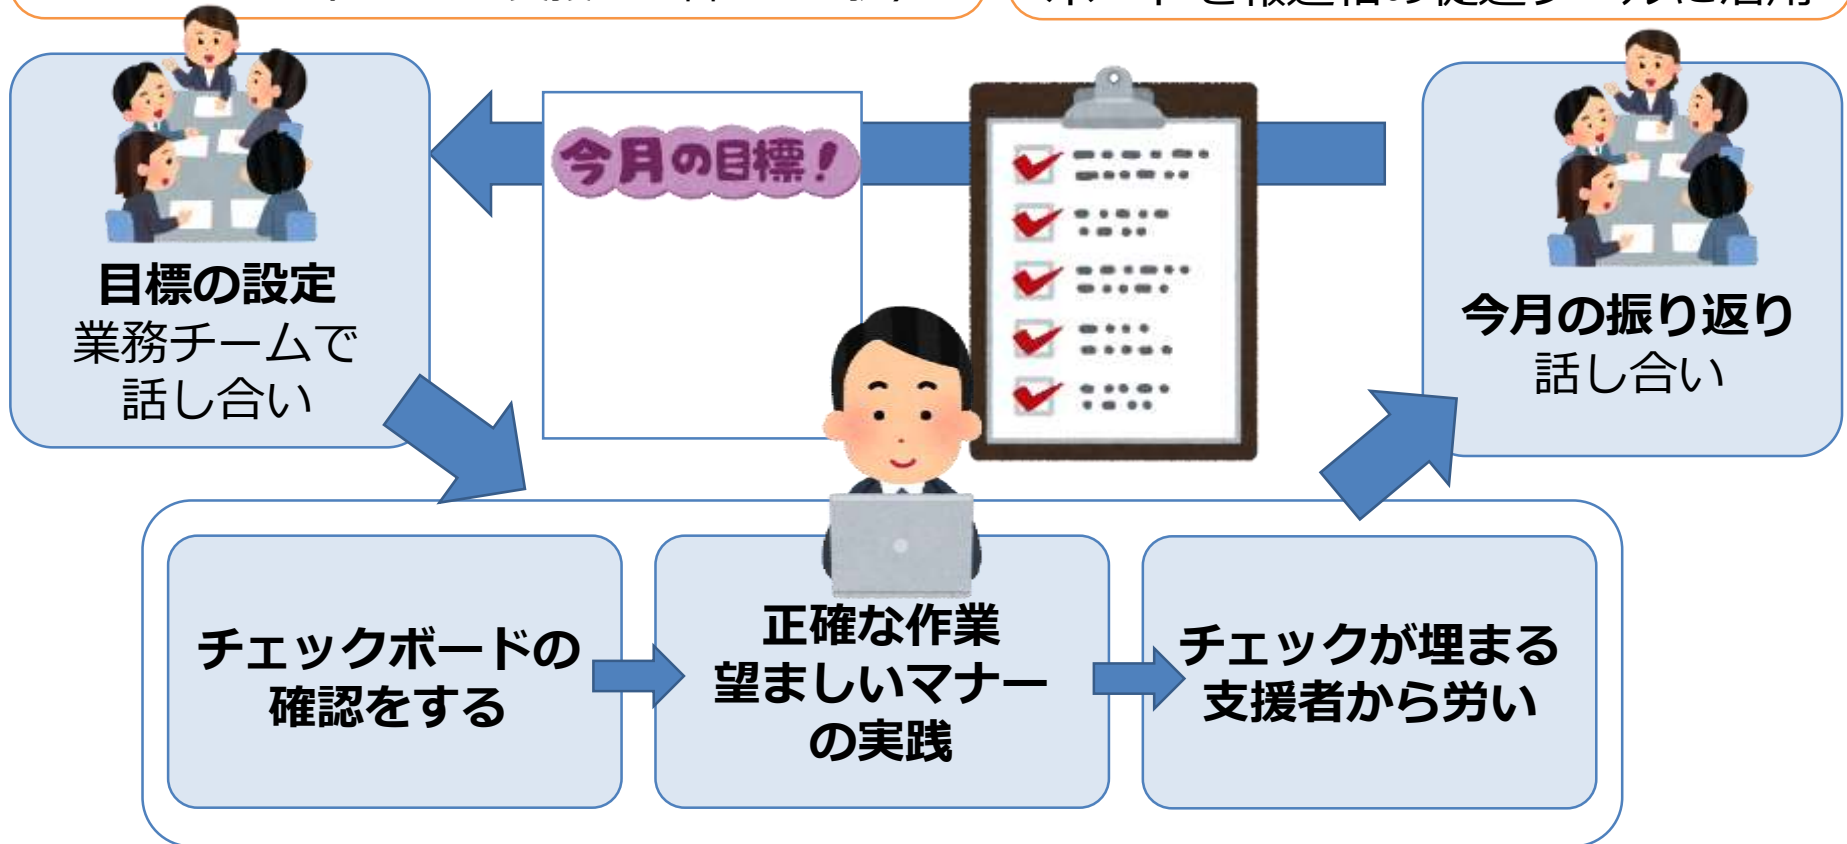 今月の目標!
目標の設定
業務チームで
話し合い
今月の振り返り
話し合い
チェックボードの
確認をする
正確な作業
望ましいマナー
の実践
チェックが埋まる
支援者から労い